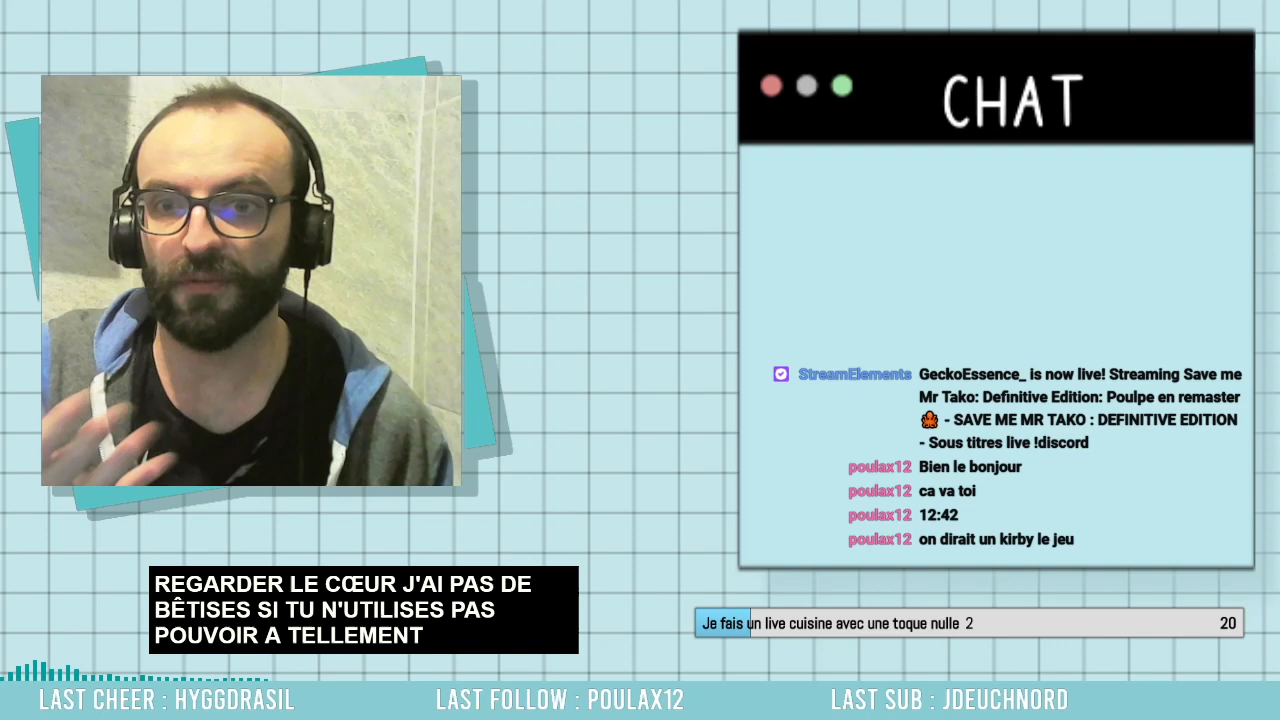 CHAT
StreamElements GeckoEssence_ is now live! Streaming Save me
Mr Tako: Definitive Edition: Poulpe en remaster
🐙 - SAVE ME MR TAKO : DEFINITIVE EDITION
- Sous titres live !discord
poulax12 Bien le bonjour
poulax12 ca va toi
poulax12 12:42
poulax12 on dirait un kirby le jeu
REGARDER LE CŒUR J'AI PAS DE
BÊTISES SI TU N'UTILISES PAS
POUVOIR A TELLEMENT
Je fais un live cuisine avec une toque nulle 2 20
LAST CHEER : HYGGDRASIL LAST FOLLOW : POULAX12 LAST SUB : JDEUCHNORD